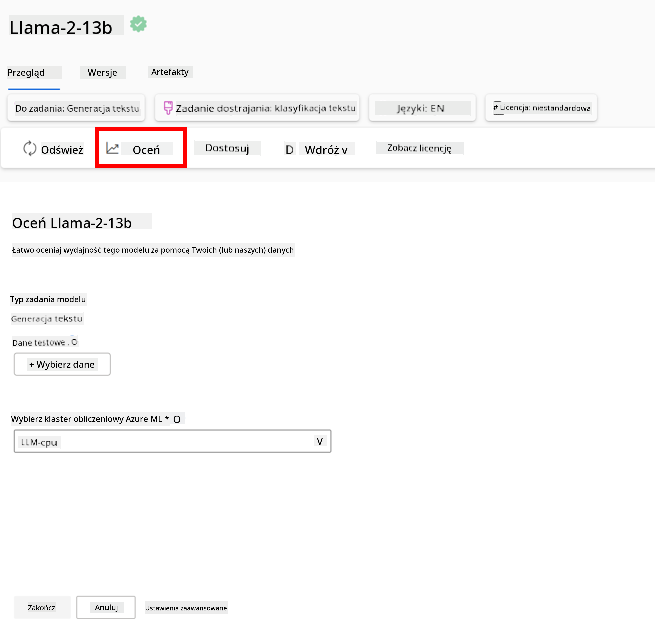 Llama-2-13b
Przegląd Wersje Artefakty
Do zadania: Generacja tekstu Zadanie dostrajania: klasyfikacja tekstu Języki: EN # Licencja: niestandardowa
Odśwież Oceń Dostosuj D Wdróż v Zobacz licencję
Oceń Llama-2-13b
Łatwo oceniaj wydajność tego modelu za pomocą Twoich (lub naszych) danych
Typ zadania modelu
Generacja tekstu
Dane testowe . O
+ Wybierz dane
Wybierz klaster obliczeniowy Azure ML * O
LLM-cpu V
Zakończ Anuluj Ustawienia zaawansowane